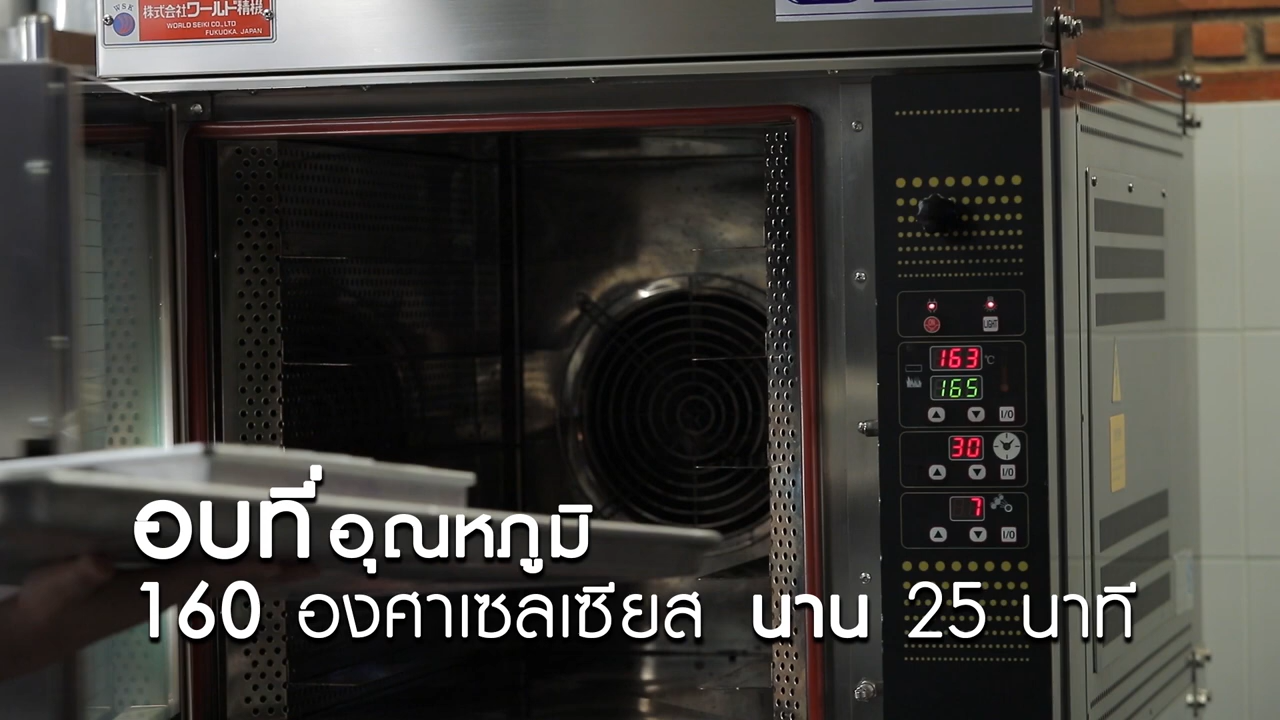 WSK
株式会社ワールド精機
WORLD SEIKI CO.,LTD
FUKUOKA JAPAN
LIGHT
163 °C
165
I/O
30
I/O
7
I/O
อบที่ อุณหภูมิ
160 องศาเซลเซียส นาน 25 นาที